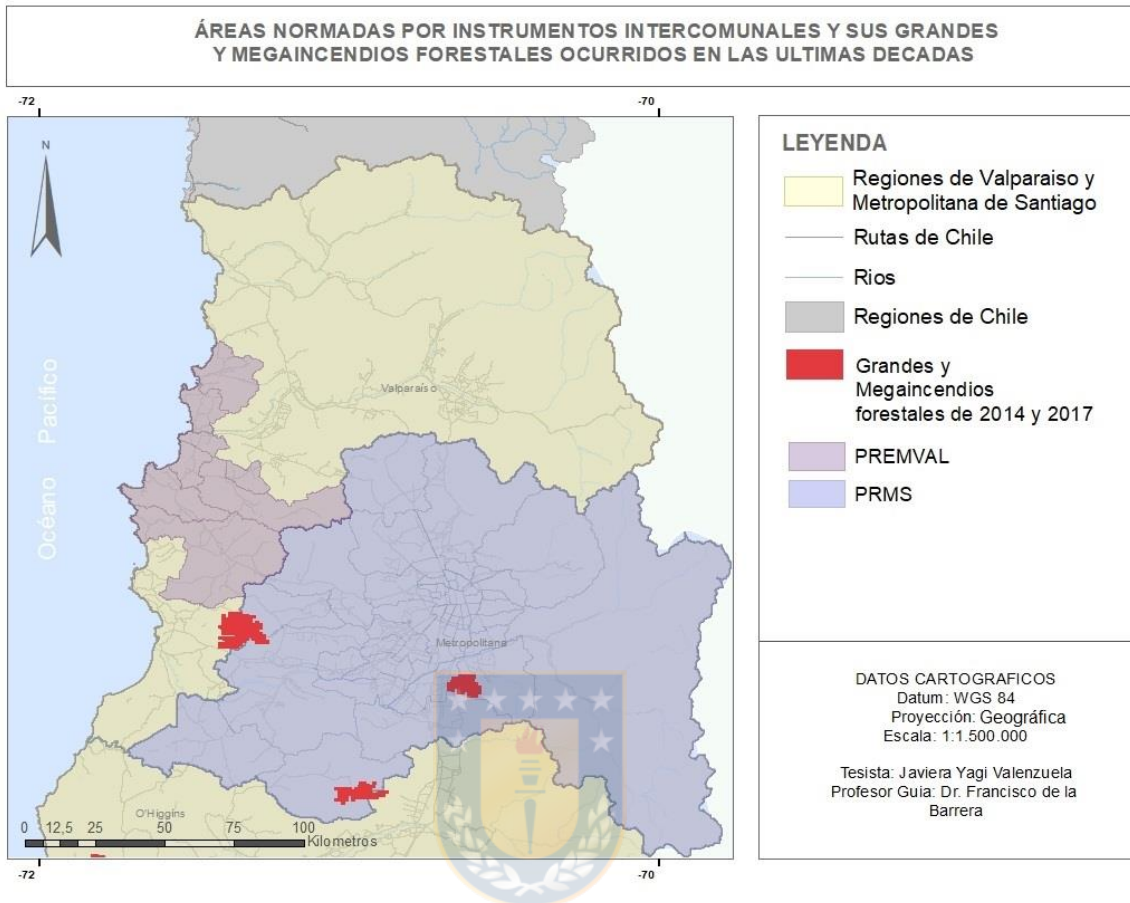 ÁREAS NORMADAS POR INSTRUMENTOS INTERCOMUNALES Y SUS GRANDES
Y MEGAINCENDIOS FORESTALES OCURRIDOS EN LAS ULTIMAS DECADAS
-72
-70
N
Océano Pacífico
Valparaíso
Metropolitana
O'Higgins
0 12,5 25 50 75 100
Kilometros
-72
-70
LEYENDA
Regiones de Valparaiso y
Metropolitana de Santiago
Rutas de Chile
Rios
Regiones de Chile
Grandes y
Megaincendios
forestales de 2014 y 2017
PREMVAL
PRMS
DATOS CARTOGRAFICOS
Datum: WGS 84
Proyección: Geográfica
Escala: 1:1.500.000
Tesista: Javiera Yagi Valenzuela
Profesor Guia: Dr. Francisco de la
Barrera